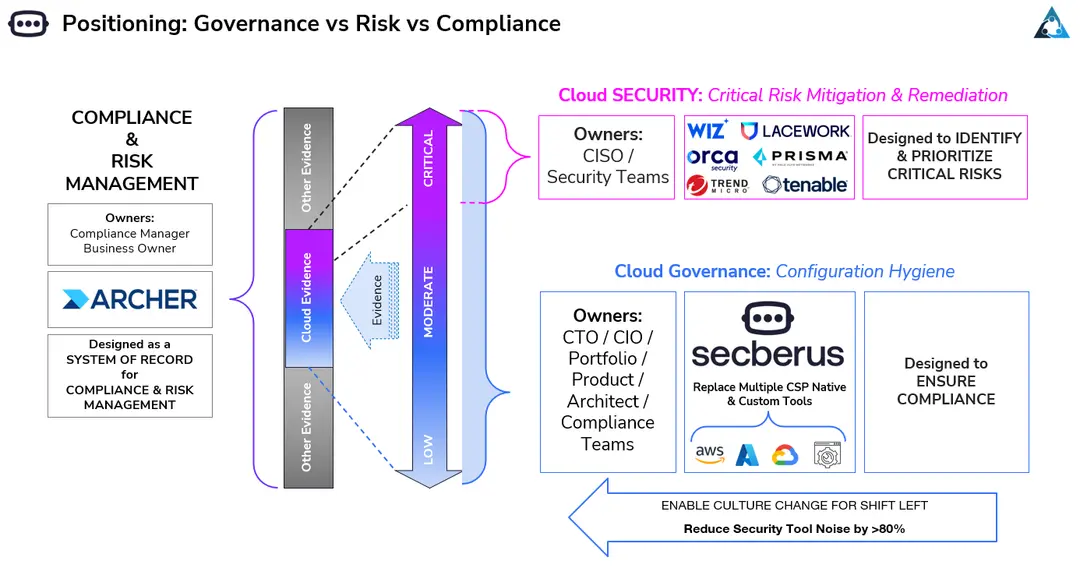 Positioning: Governance vs Risk vs Compliance
COMPLIANCE
&
RISK
MANAGEMENT
Owners:
Compliance Manager
Business Owner
ARCHER
Designed as a
SYSTEM OF RECORD
for
COMPLIANCE & RISK
MANAGEMENT
Other Evidence
Cloud Evidence
Other Evidence
Evidence
CRITICAL
MODERATE
LOW
Cloud SECURITY: Critical Risk Mitigation & Remediation
Owners:
CISO /
Security Teams
WIZ
LACEWORK
orca
security
PRISMA
TREND
MICRO
tenable
Designed to IDENTIFY
& PRIORITIZE
CRITICAL RISKS
Cloud Governance: Configuration Hygiene
Owners:
CTO / CIO /
Portfolio /
Product /
Architect /
Compliance
Teams
secberus
Replace Multiple CSP Native
& Custom Tools
aws
Designed to
ENSURE
COMPLIANCE
ENABLE CULTURE CHANGE FOR SHIFT LEFT
Reduce Security Tool Noise by >80%